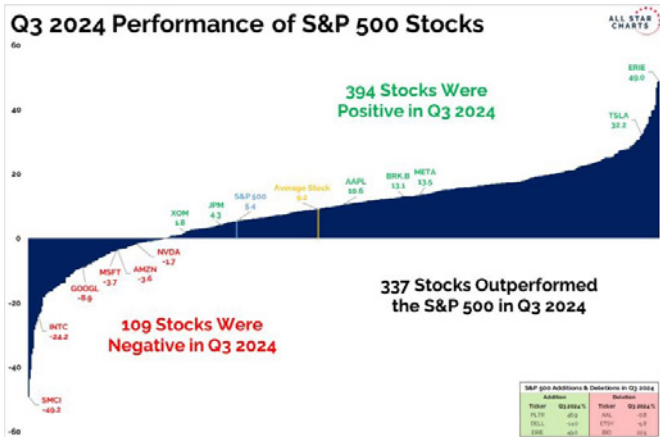 Q3 2024 Performance of S&P 500 Stocks
ALL STAR
CHARTS
60
40
20
0
-20
-40
-60
394 Stocks Were
Positive in Q3 2024
ERIE
49.0
TSLA
32.2
META
13.5
BRK.B
13.1
AAPL
10.6
Average Stock
9.2
S&P 500
5.4
JPM
4.3
XOM
1.8
NVDA
-1.7
AMZN
-3.6
MSFT
-3.7
GOOGL
-8.9
INTC
-24.2
SMCI
-49.2
109 Stocks Were
Negative in Q3 2024
337 Stocks Outperformed
the S&P 500 in Q3 2024
S&P 500 Additions & Deletions in Q3 2024
Addition Deletion
Ticker Q3 2024 % Ticker Q3 2024 %
PLTR AAL
DELL ETSY
ERIE BIO